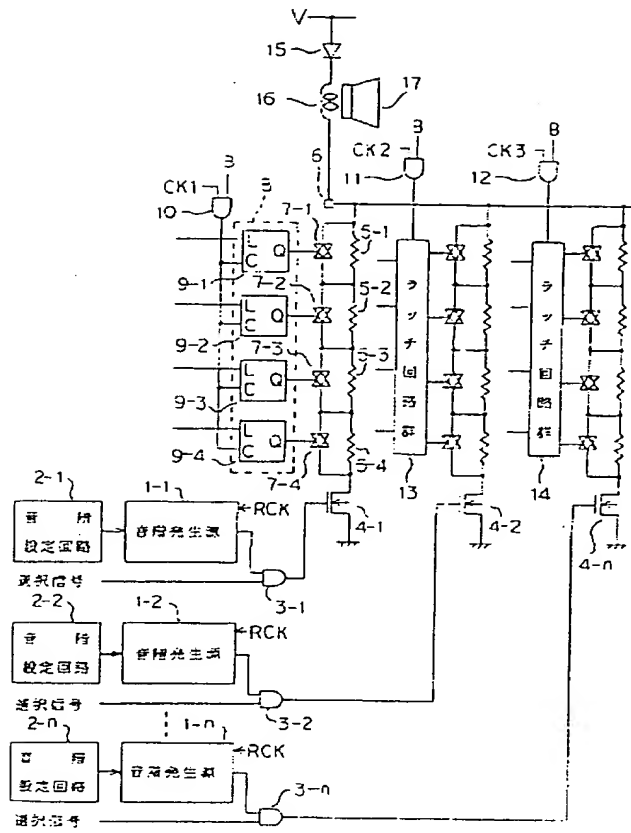 V
15
16
17
B
CK2
11
B
CK3
12
B
CK1
10
6
8
7-1
5-1
L
C
Q
9-1
7-2
5-2
L
C
Q
9-2
7-3
5-3
L
C
Q
9-3
7-4
5-4
L
C
Q
9-4
ラッチ回路群
13
ラッチ回路群
14
4-1
4-2
4-n
2-1
音階
設定回路
1-1
音階発生源
RCK
選択信号
3-1
2-2
音階
設定回路
1-2
音階発生源
RCK
選択信号
3-2
2-n
音階
設定回路
1-n
音階発生源
RCK
選択信号
3-n